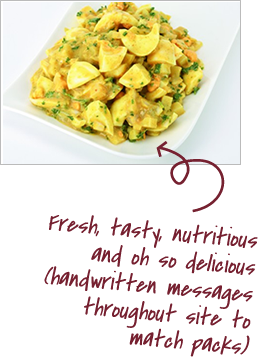 Fresh, tasty, nutritious
and oh so delicious
(handwritten messages
throughout site to
match packs)